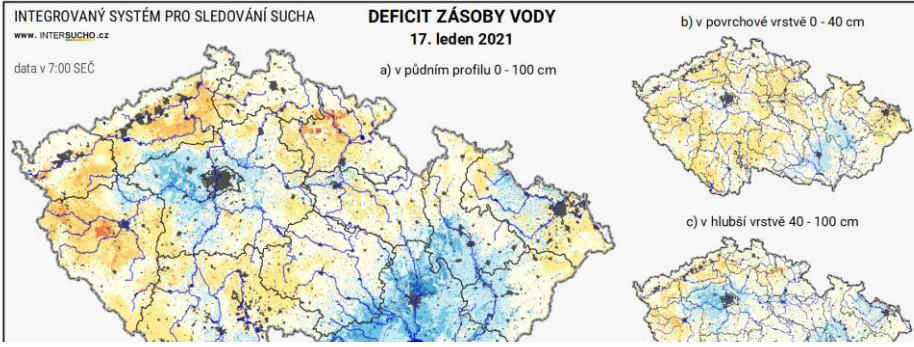 INTEGROVANÝ SYSTÉM PRO SLEDOVÁNÍ SUCHA
www. INTERSUCHO.cz
data v 7:00 SEČ
DEFICIT ZÁSOBY VODY
17. leden 2021
a) v půdním profilu 0 - 100 cm
b) v povrchové vrstvě 0 - 40 cm
c) v hlubší vrstvě 40 - 100 cm